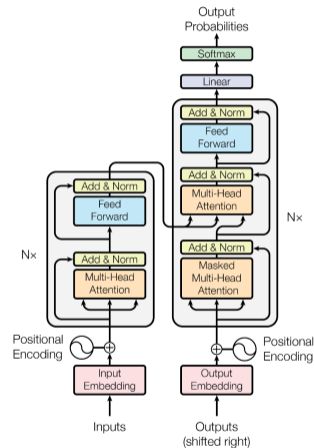 Output
Probabilities
Softmax
Linear
Add & Norm
Feed
Forward
Add & Norm
Multi-Head
Attention
N×
Add & Norm
Masked
Multi-Head
Attention
Positional
Encoding
Output
Embedding
Outputs
(shifted right)
Add & Norm
Feed
Forward
N×
Add & Norm
Multi-Head
Attention
Positional
Encoding
Input
Embedding
Inputs